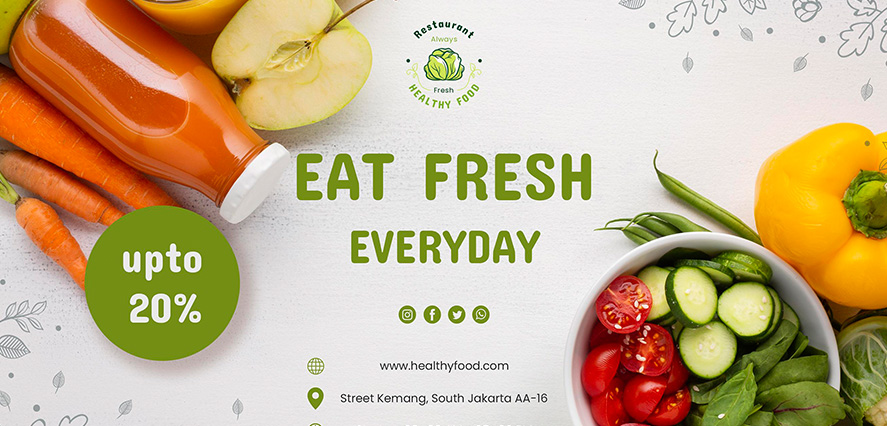 Restaurant
Always
Fresh
HEALTHY FOOD
EAT FRESH
EVERYDAY
upto
20%
www.healthyfood.com
Street Kemang, South Jakarta AA-16